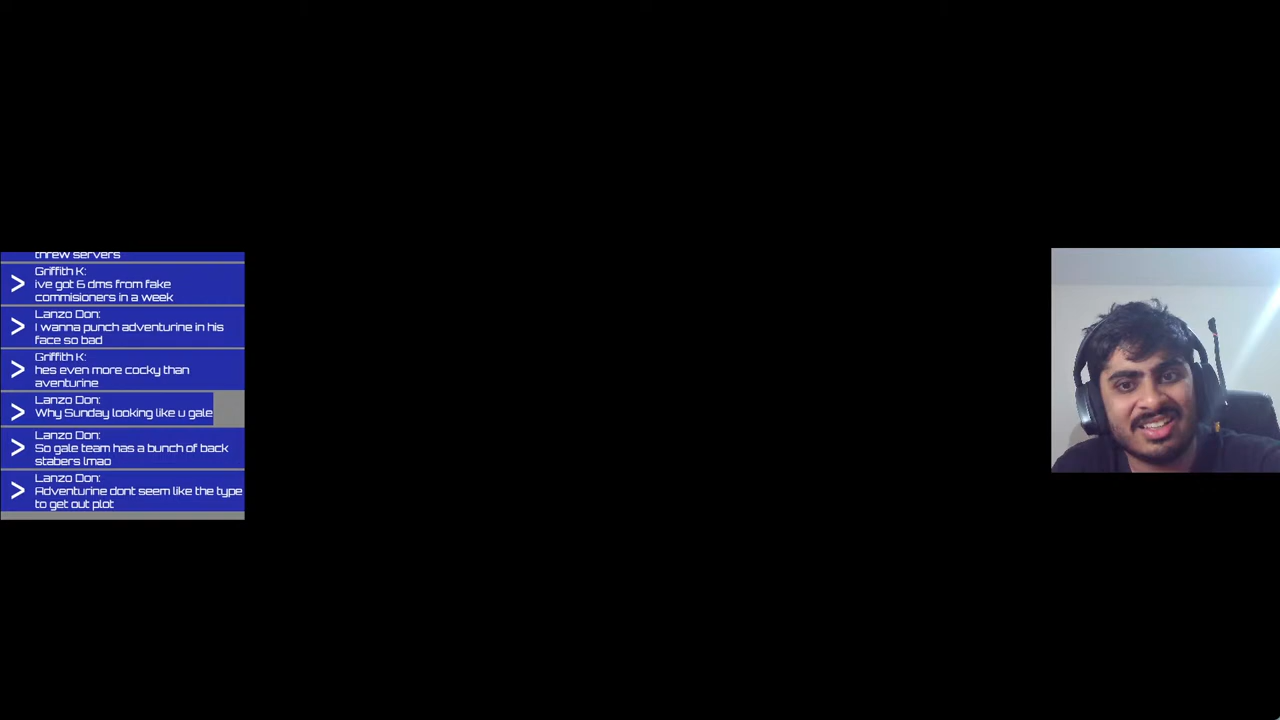 threw servers
Griffith K:
ive got 6 dms from fake
commisioners in a week
Lanzo Don:
I wanna punch adventurine in his
face so bad
Griffith K:
hes even more cocky than
aventurine
Lanzo Don:
Why Sunday looking like u gale
Lanzo Don:
So gale team has a bunch of back
stabers lmao
Lanzo Don:
Adventurine dont seem like the type
to get out plot